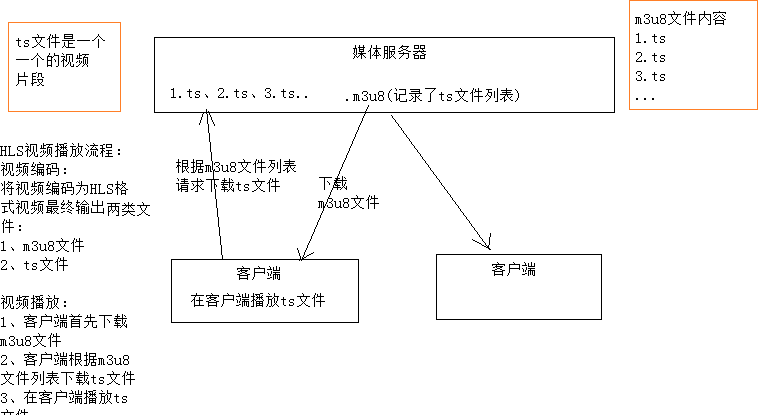 ts文件是一个
一个的视频
片段
媒体服务器
1.ts、2.ts、3.ts..
.m3u8(记录了ts文件列表)
m3u8文件内容
1.ts
2.ts
3.ts
...
HLS视频播放流程:
视频编码:
将视频编码为HLS格
式视频最终输出两类文
件:
1、m3u8文件
2、ts文件
根据m3u8文件列表
请求下载ts文件
下载
m3u8文件
客户端
在客户端播放ts文件
客户端
视频播放:
1、客户端首先下载
m3u8文件
2、客户端根据m3u8
文件列表下载ts文件
3、在客户端播放ts